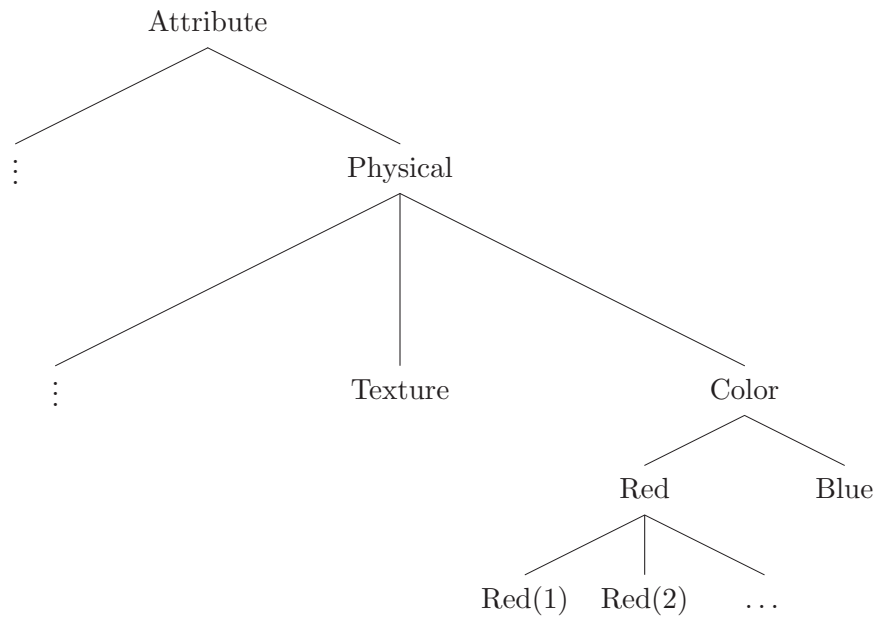 Attribute
⋮ Physical
⋮ Texture Color
Red Blue
Red(1) Red(2) …